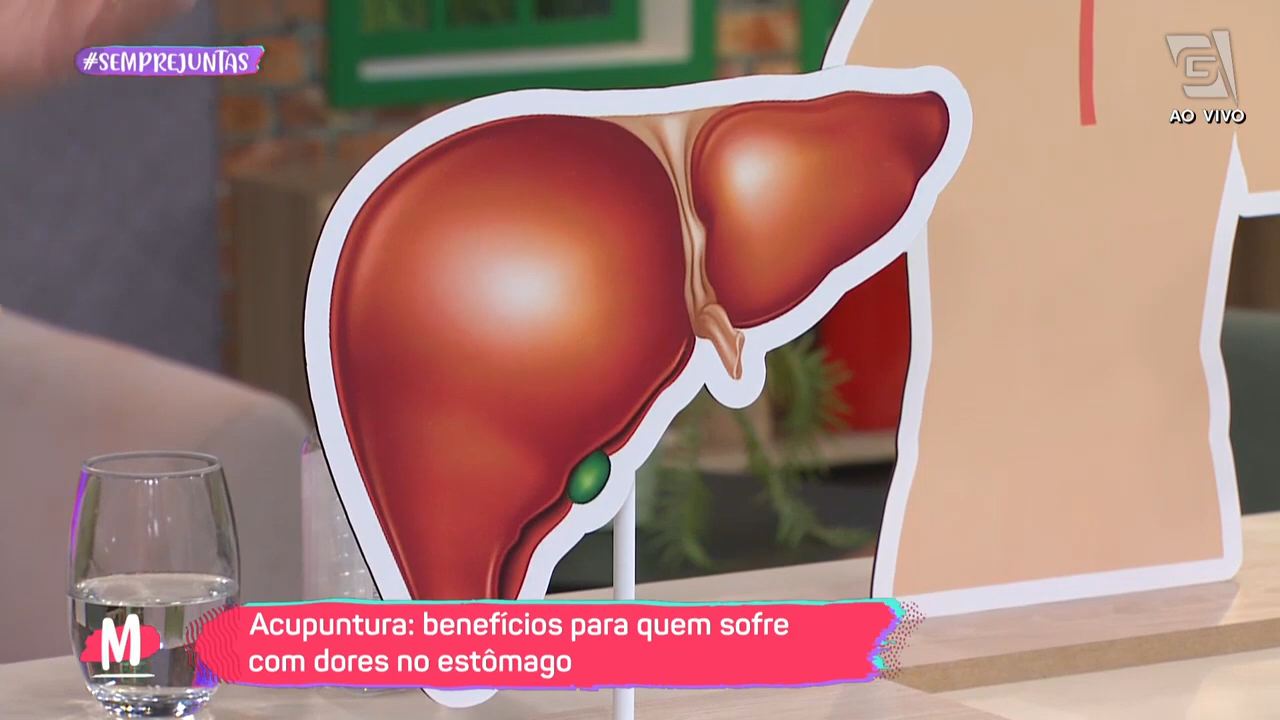 #SEMPREJUNTAS
G
AO VIVO
M
Acupuntura: benefícios para quem sofre
com dores no estômago